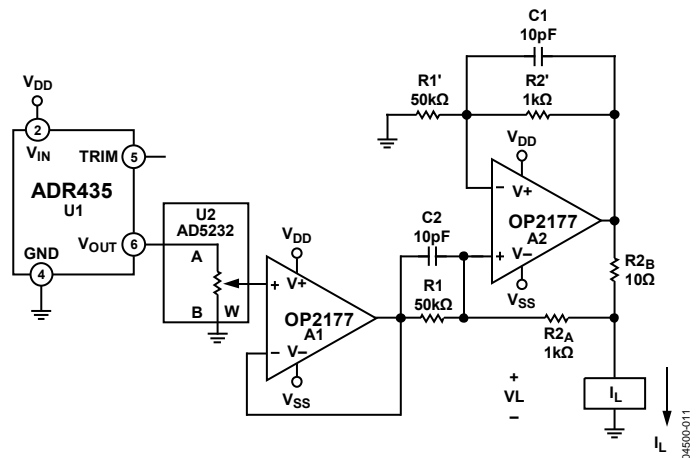 C1
10pF
R1'
50kΩ
R2'
1kΩ
VDD
2
VIN
TRIM
5
ADR435
U1
VOUT
6
GND
4
U2
AD5232
A
B
W
VDD
+
V+
OP2177
A1
−
V−
VSS
C2
10pF
R1
50kΩ
VDD
−
V+
OP2177
A2
+
V−
VSS
R2B
10Ω
R2A
1kΩ
+
VL
−
IL
IL
04500-011